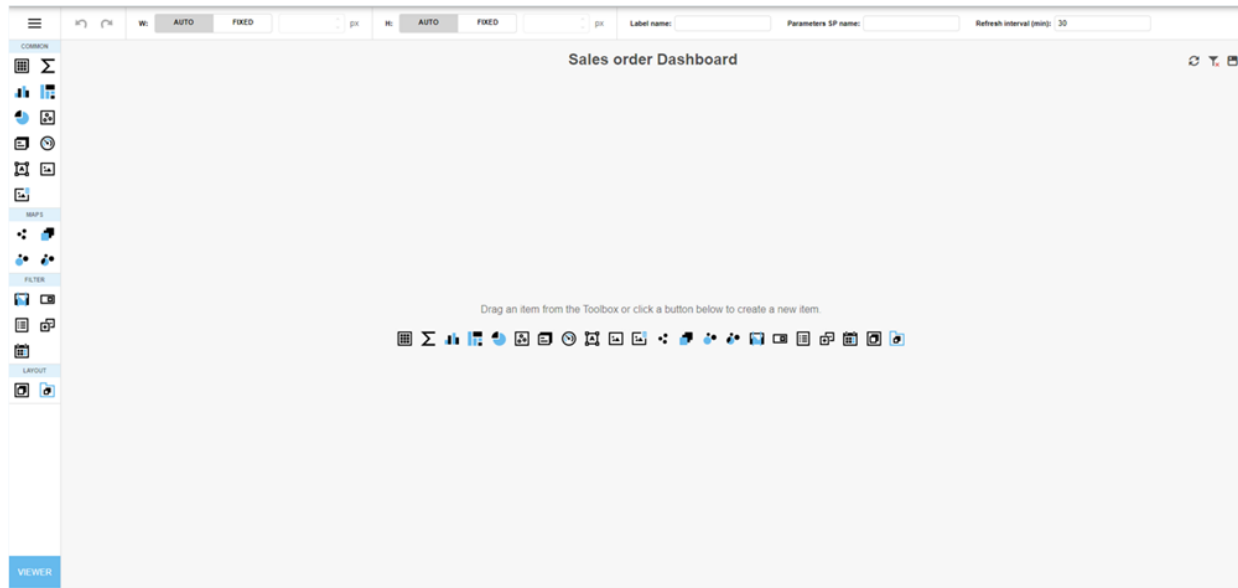 W: AUTO FIXED px H: AUTO FIXED px Label name: Parameters SP name: Refresh interval (min): 30
COMMON
Sales order Dashboard
MAPS
FILTER
Drag an item from the Toolbox or click a button below to create a new item.
LAYOUT
VIEWER